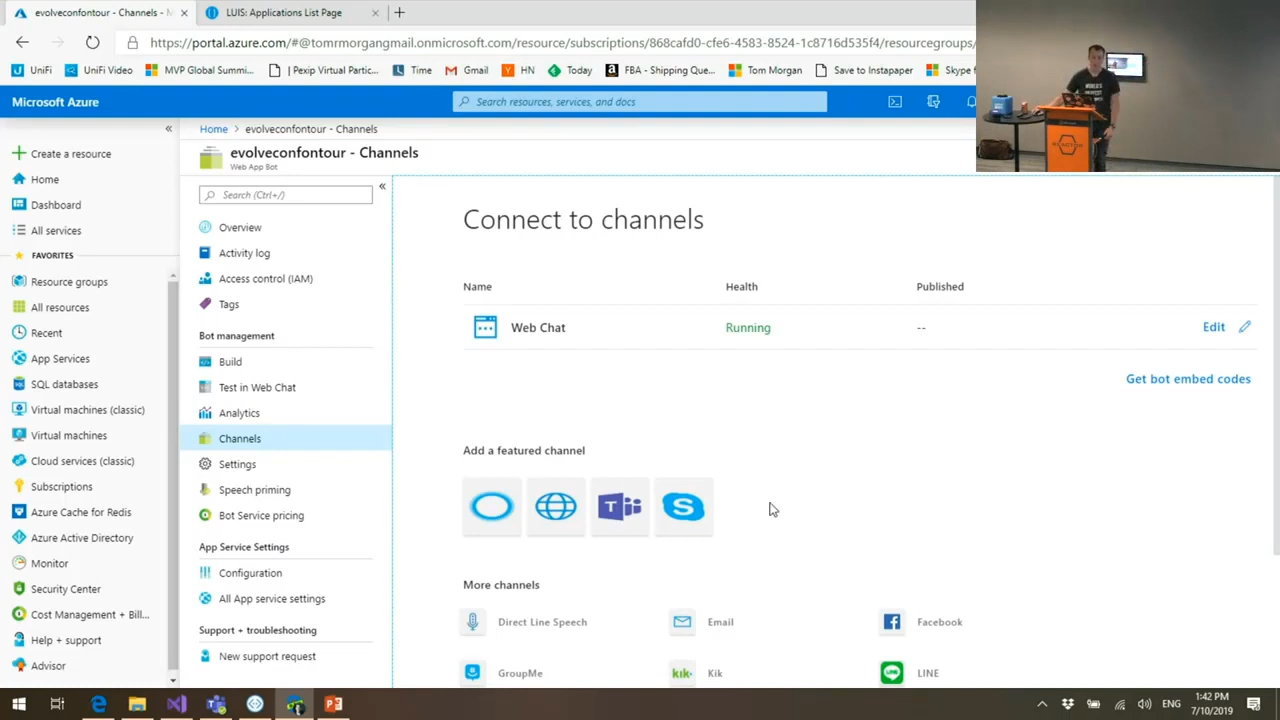 evolveconfontour - Channels - M
LUIS: Applications List Page
https://portal.azure.com/#@tomrmorgangmail.onmicrosoft.com/resource/subscriptions/868cafd0-cfe6-4583-8524-1c8716d535f4/resourcegroups/
UniFi
UniFi Video
MVP Global Summi...
| Pexip Virtual Partic...
Time
Gmail
HN
Today
FBA - Shipping Que...
Tom Morgan
Save to Instapaper
Skype f
Microsoft Azure
Search resources, services, and docs
Home > evolveconfontour - Channels
evolveconfontour - Channels
Web App Bot
Create a resource
Home
Dashboard
All services
FAVORITES
Resource groups
All resources
Recent
App Services
SQL databases
Virtual machines (classic)
Virtual machines
Cloud services (classic)
Subscriptions
Azure Cache for Redis
Azure Active Directory
Monitor
Security Center
Cost Management + Bill...
Help + support
Advisor
Search (Ctrl+/)
Overview
Activity log
Access control (IAM)
Tags
Bot management
Build
Test in Web Chat
Analytics
Channels
Settings
Speech priming
Bot Service pricing
App Service Settings
Configuration
All App service settings
Support + troubleshooting
New support request
Connect to channels
Name Health Published
Web Chat Running -- Edit
Get bot embed codes
Add a featured channel
More channels
Direct Line Speech
Email
Facebook
GroupMe
kik
Kik
LINE
LINE
REACTOR
ENG
1:42 PM
7/10/2019